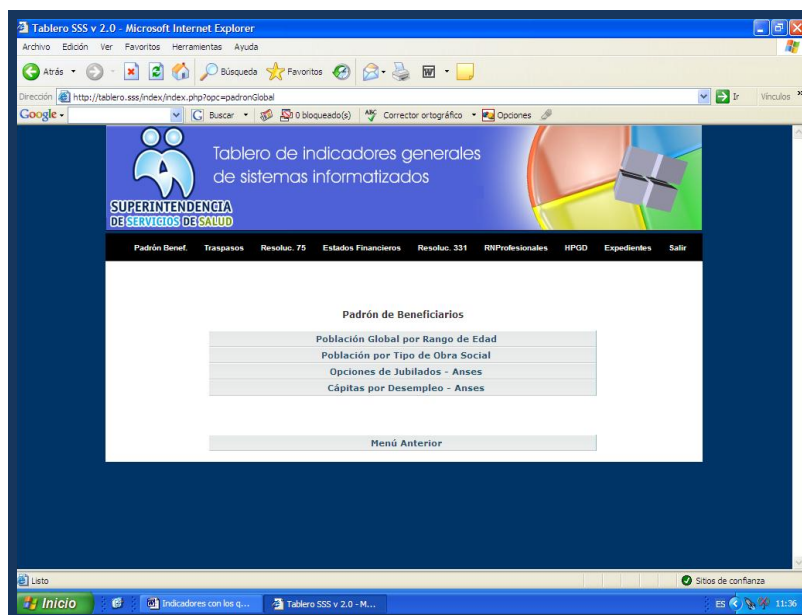 Tablero SSS v 2.0 - Microsoft Internet Explorer
Archivo Edición Ver Favoritos Herramientas Ayuda
Atrás Búsqueda Favoritos
Dirección http://tablero.sss/index/index.php?opc=padronGlobal Ir Vínculos »
Google Buscar 0 bloqueado(s) ABC Corrector ortográfico Opciones
Tablero de indicadores generales
de sistemas informatizados
SUPERINTENDENCIA
DE SERVICIOS DE SALUD
Padrón Benef. Traspasos Resoluc. 75 Estados Financieros Resoluc. 331 RNProfesionales HPGD Expedientes Salir
Padrón de Beneficiarios
Población Global por Rango de Edad
Población por Tipo de Obra Social
Opciones de Jubilados - Anses
Cápitas por Desempleo - Anses
Menú Anterior
Listo Sitios de confianza
Inicio Indicadores con los q... Tablero SSS v 2.0 - M... ES 11:36